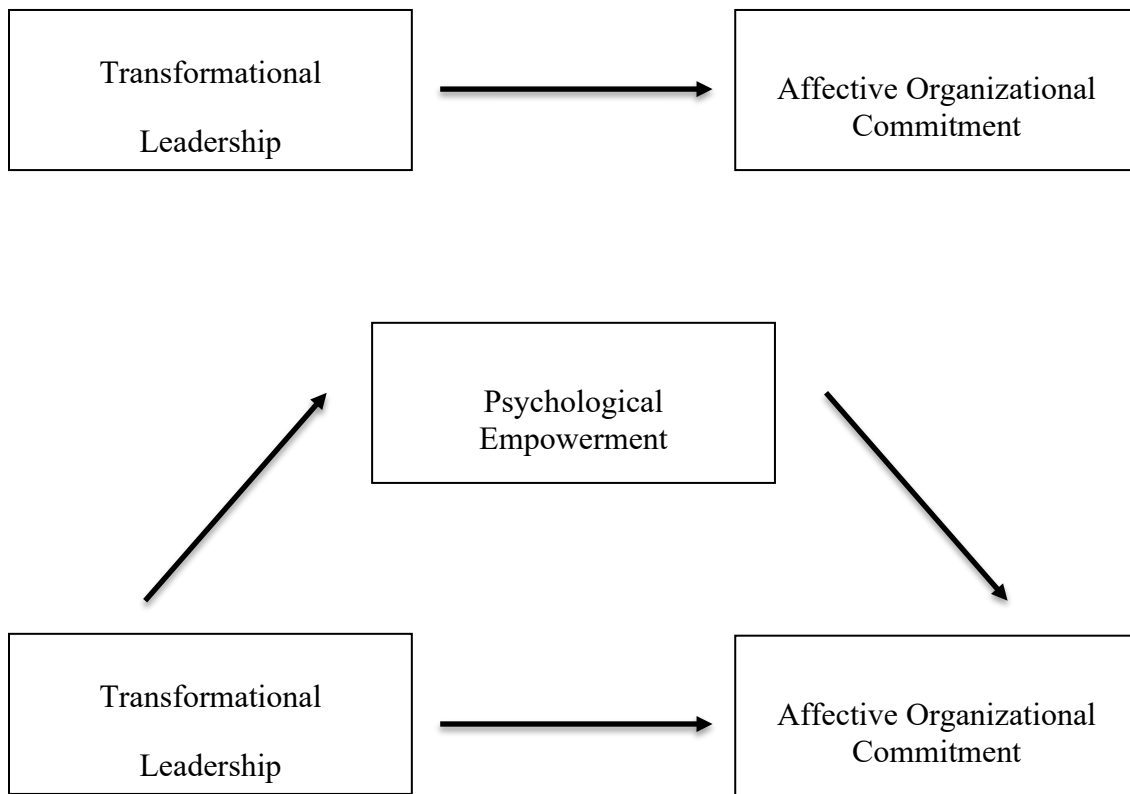 Transformational
Leadership
Affective Organizational
Commitment
Psychological
Empowerment
Transformational
Leadership
Affective Organizational
Commitment